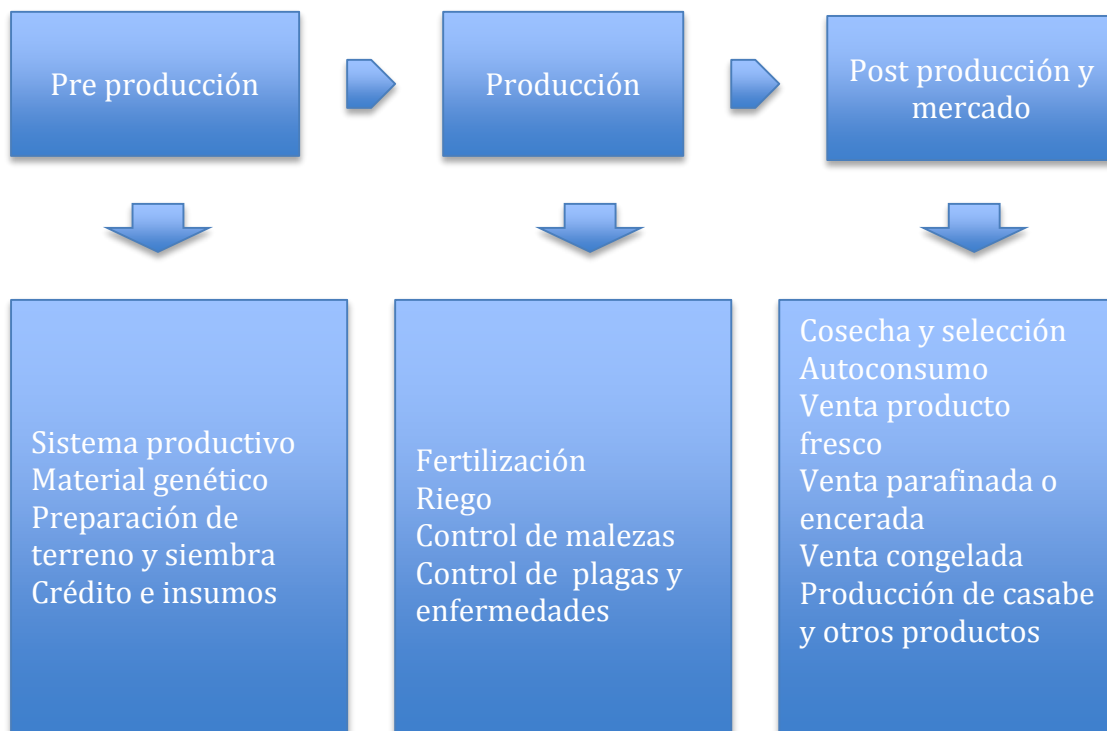 Pre producción
Producción
Post producción y
mercado
Sistema productivo
Material genético
Preparación de
terreno y siembra
Crédito e insumos
Fertilización
Riego
Control de malezas
Control de  plagas y
enfermedades
Cosecha y selección
Autoconsumo
Venta producto
fresco
Venta parafinada o
encerada
Venta congelada
Producción de casabe
y otros productos